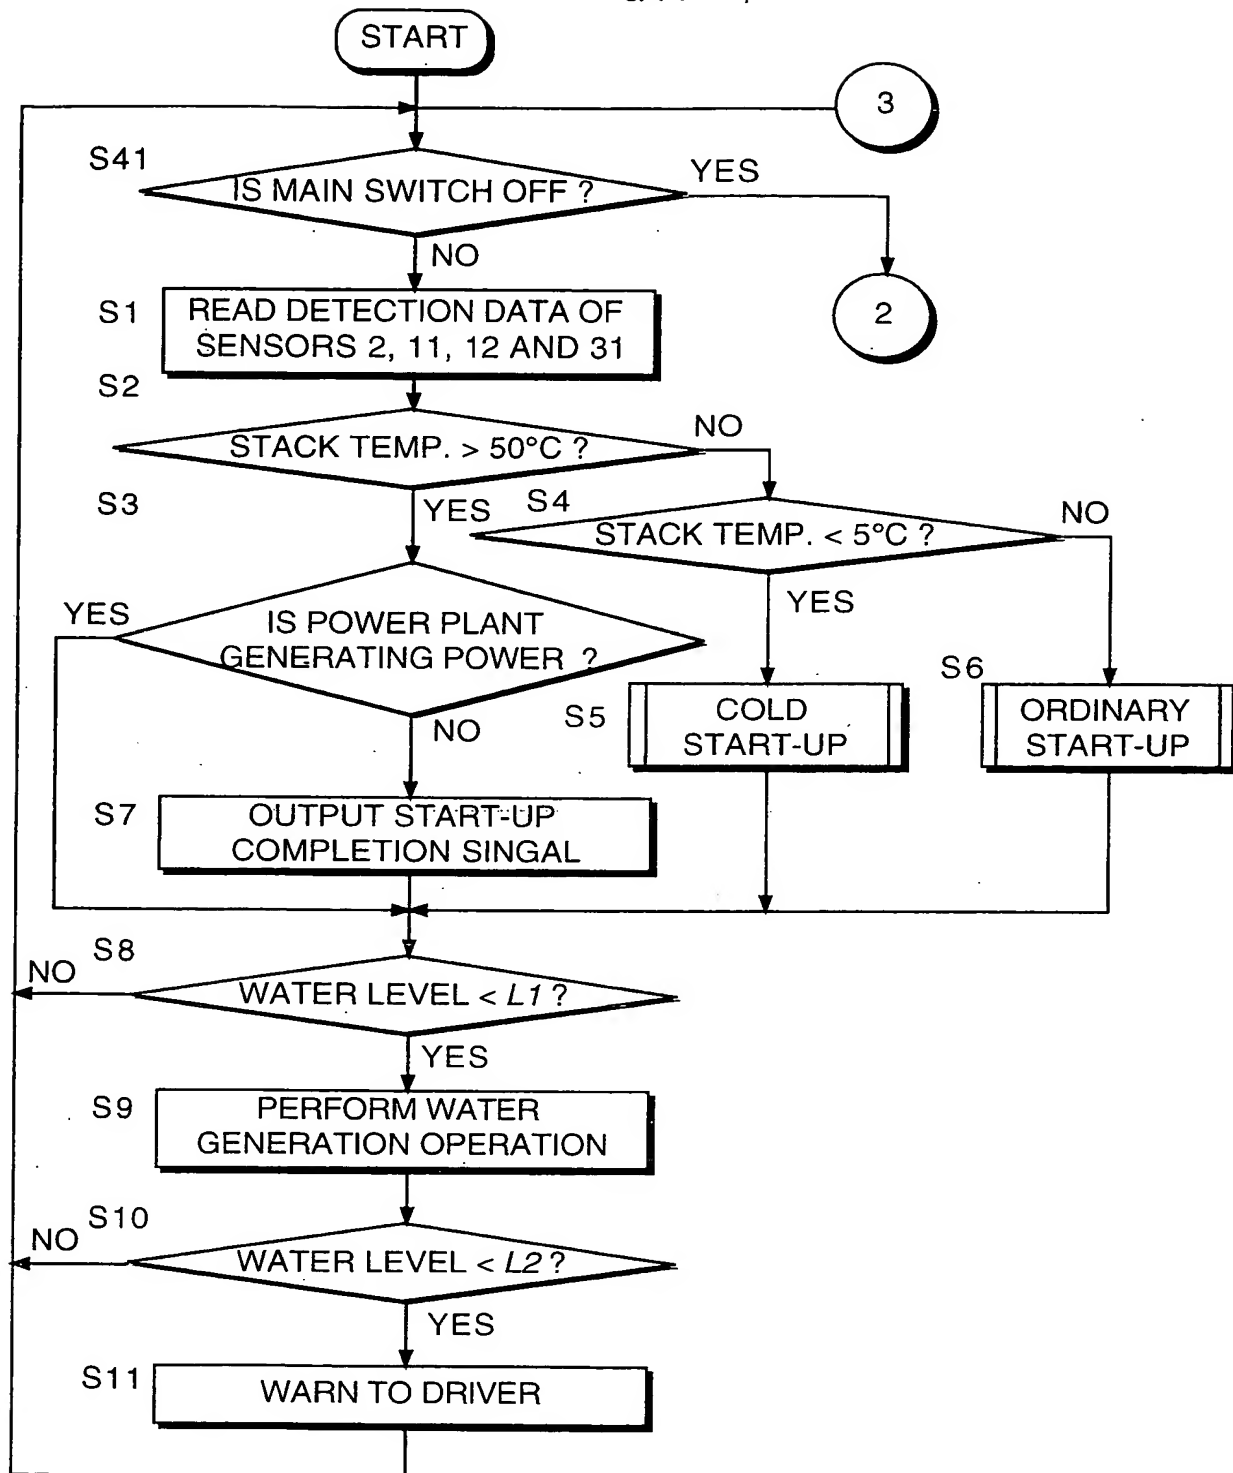 START
3
S41
IS MAIN SWITCH OFF ?
YES
NO
2
S1
READ DETECTION DATA OF
SENSORS 2, 11, 12 AND 31
S2
STACK TEMP. > 50°C ?
NO
YES
S3
S4
STACK TEMP. < 5°C ?
NO
YES
YES
IS POWER PLANT
GENERATING POWER ?
NO
S5
COLD
START-UP
S6
ORDINARY
START-UP
S7
OUTPUT START-UP
COMPLETION SINGAL
S8
NO
WATER LEVEL < L1 ?
YES
S9
PERFORM WATER
GENERATION OPERATION
S10
NO
WATER LEVEL < L2 ?
YES
S11
WARN TO DRIVER